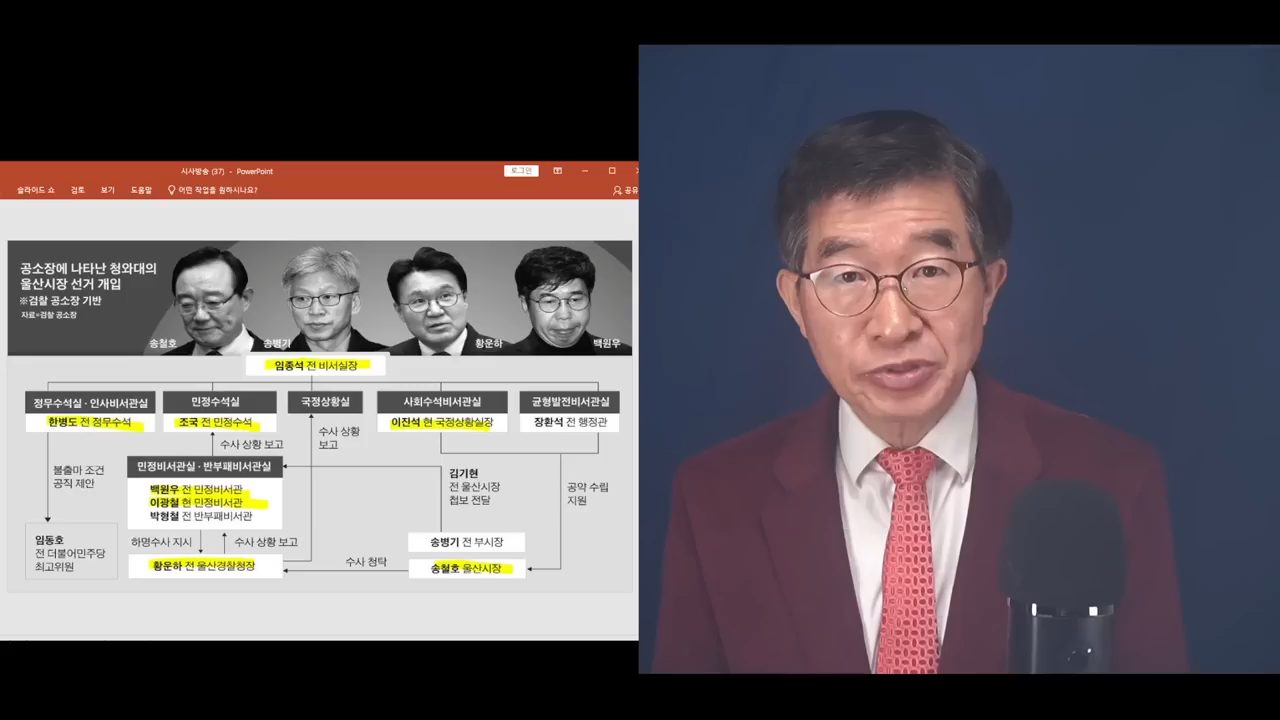 시사방송 (37) - PowerPoint
로그인
슬라이드 쇼 검토 보기 도움말 어떤 작업을 원하시나요?
공유
공소장에 나타난 청와대의
울산시장 선거 개입
※검찰 공소장 기반
자료=검찰 공소장
송철호 송병기 황운하 백원우
임종석 전 비서실장
정무수석실·인사비서관실
한병도 전 정무수석
민정수석실
조국 전 민정수석
국정상황실
사회수석비서관실
이진석 현 국정상황실장
균형발전비서관실
장환석 전 행정관
수사 상황 보고
수사 상황
보고
불출마 조건
공직 제안
민정비서관실·반부패비서관실
백원우 전 민정비서관
이광철 현 민정비서관
박형철 전 반부패비서관
김기현
전 울산시장
첩보 전달
공약 수립
지원
임동호
전 더불어민주당
최고위원
하명수사 지시
수사 상황 보고
송병기 전 부시장
황운하 전 울산경찰청장
수사 청탁
송철호 울산시장